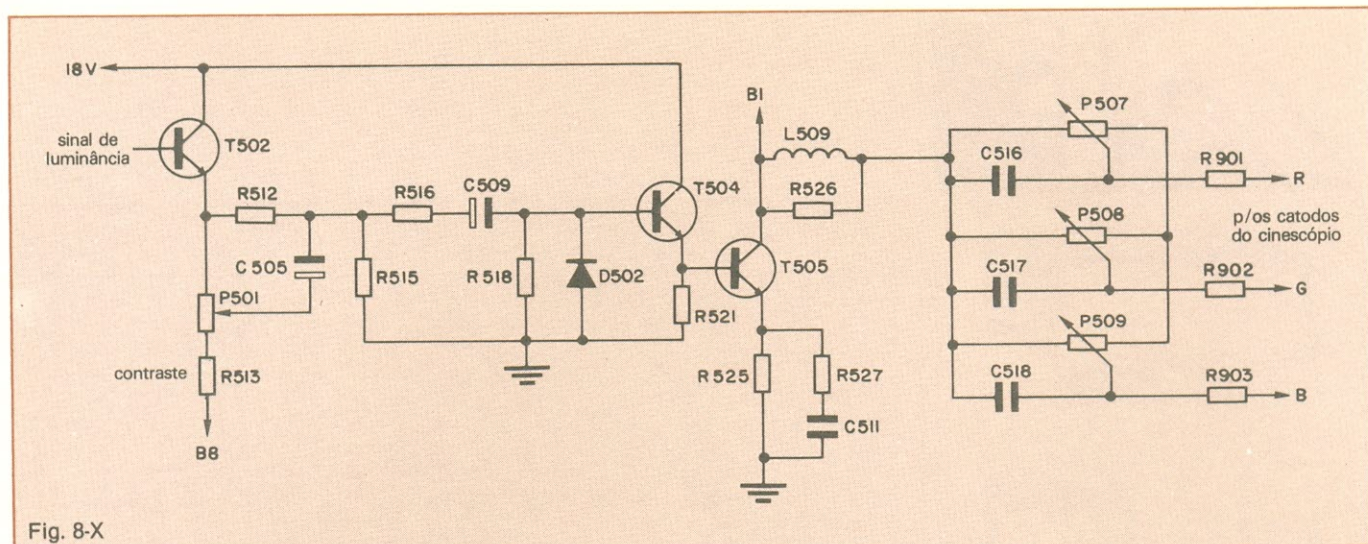 18V
sinal de
luminância
T502
R512
R516
C509
C505
P501
R515
R518
D502
T504
R521
contraste
R513
B8
B1
L509
R526
T505
R525
R527
C511
P507
C516
R901
R
P508
p/os catodos
do cinescópio
C517
R902
G
P509
C518
R903
B
Fig. 8-X